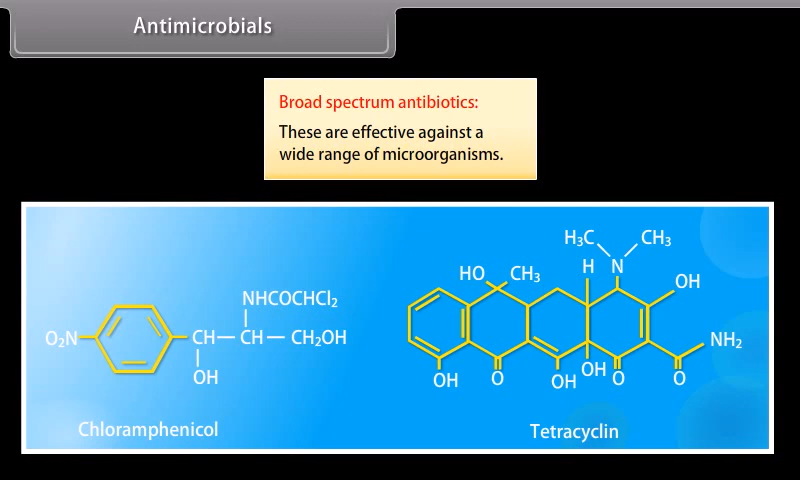 Antimicrobials
Broad spectrum antibiotics:
These are effective against a
wide range of microorganisms.
NHCOCHCl₂
O₂N
CH
CH
CH₂OH
OH
Chloramphenicol
H₃C
CH₃
HO
CH₃
H
N
OH
NH₂
OH
O
OH
OH
O
O
Tetracyclin